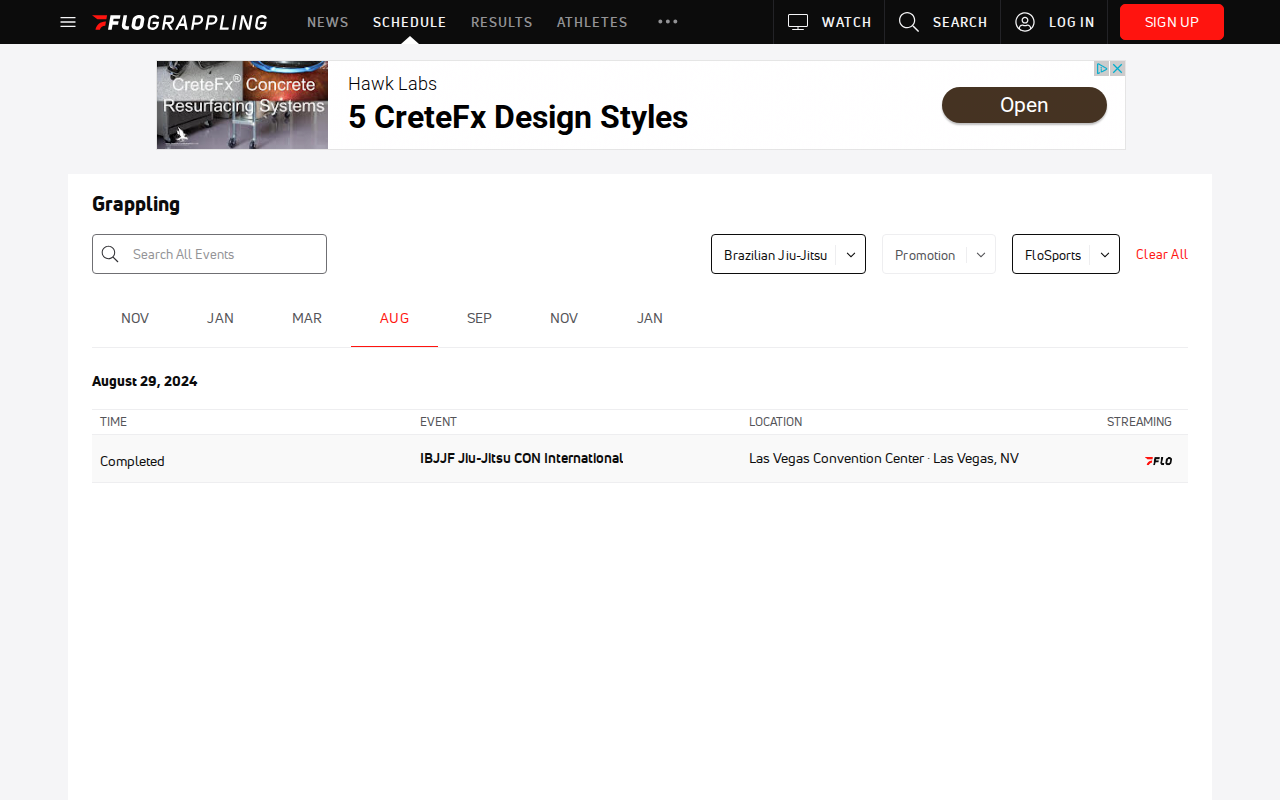 FLOGRAPPLING NEWS SCHEDULE RESULTS ATHLETES ••• WATCH SEARCH LOG IN SIGN UP
CreteFx® Concrete
Resurfacing Systems
Hawk Labs
5 CreteFx Design Styles
Open
Grappling
Search All Events Brazilian Jiu-Jitsu Promotion FloSports Clear All
NOV JAN MAR AUG SEP NOV JAN
August 29, 2024
TIME EVENT LOCATION STREAMING
Completed IBJJF Jiu-Jitsu CON International Las Vegas Convention Center · Las Vegas, NV FLO